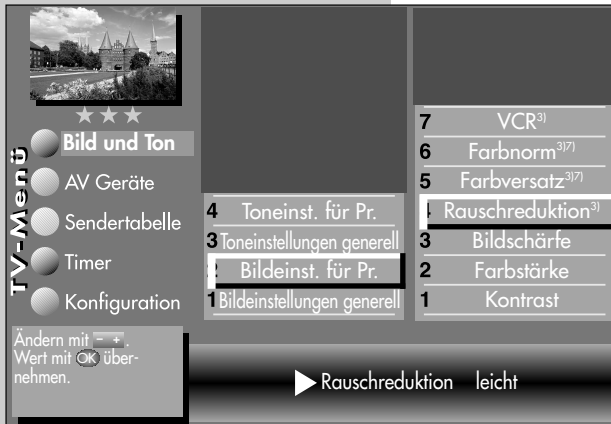 TV-Menü
Bild und Ton
AV Geräte
Sendertabelle
Timer
Konfiguration
4 Toneinst. für Pr.
3 Toneinstellungen generell
2 Bildeinst. für Pr.
1 Bildeinstellungen generell
7 VCR3)
6 Farbnorm3)7)
5 Farbversatz3)7)
4 Rauschreduktion3)
3 Bildschärfe
2 Farbstärke
1 Kontrast
Ändern mit - + .
Wert mit OK über-
nehmen.
Rauschreduktion leicht